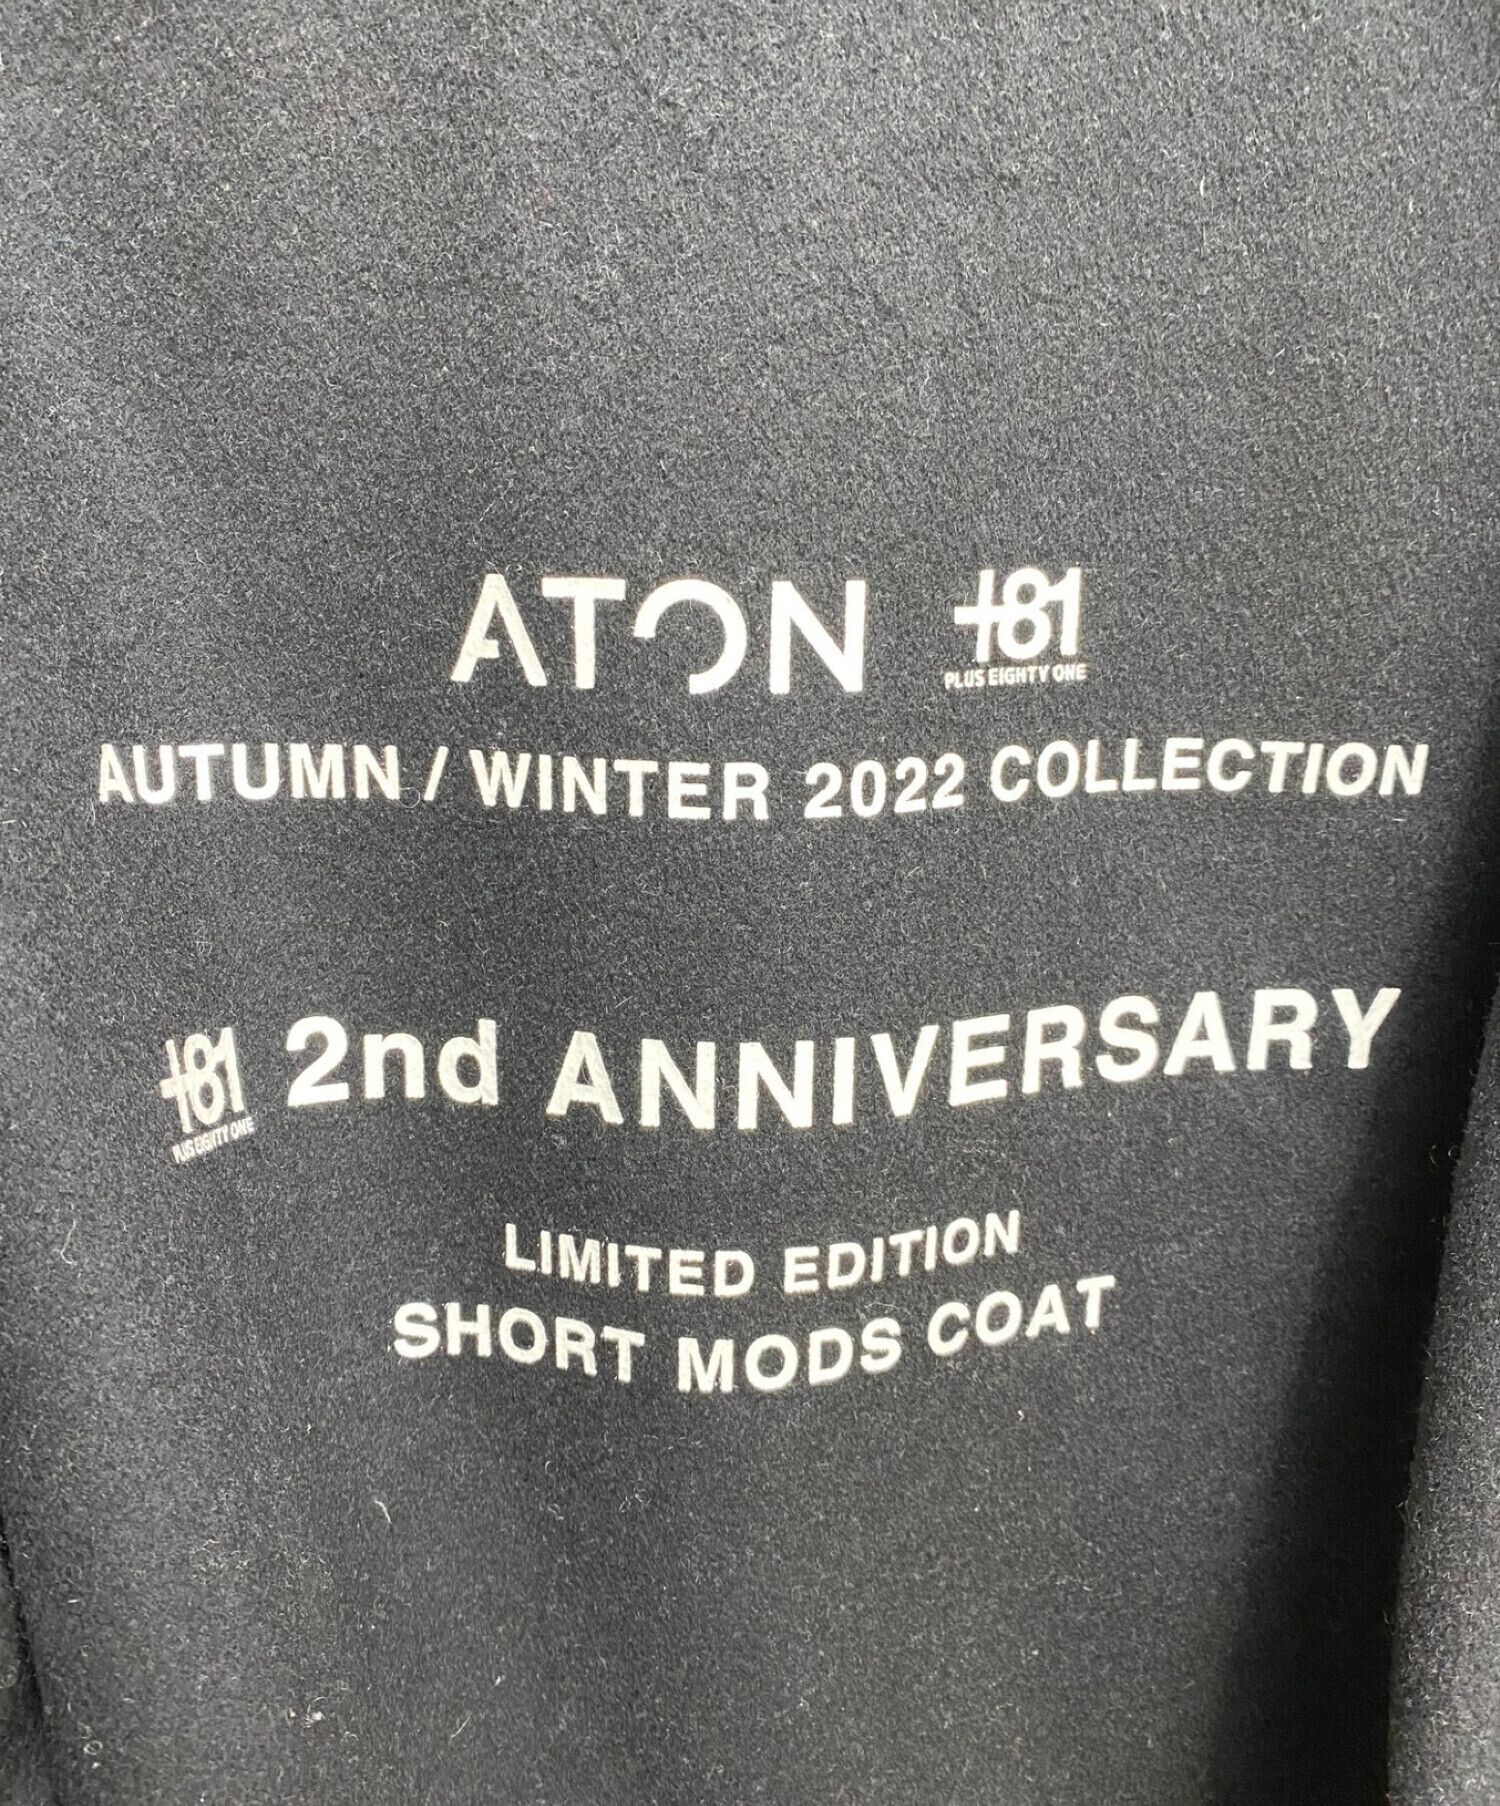 ATON +81
PLUS EIGHTY ONE
AUTUMN / WINTER 2022 COLLECTION
+81 2nd ANNIVERSARY
PLUS EIGHTY ONE
LIMITED EDITION
SHORT MODS COAT